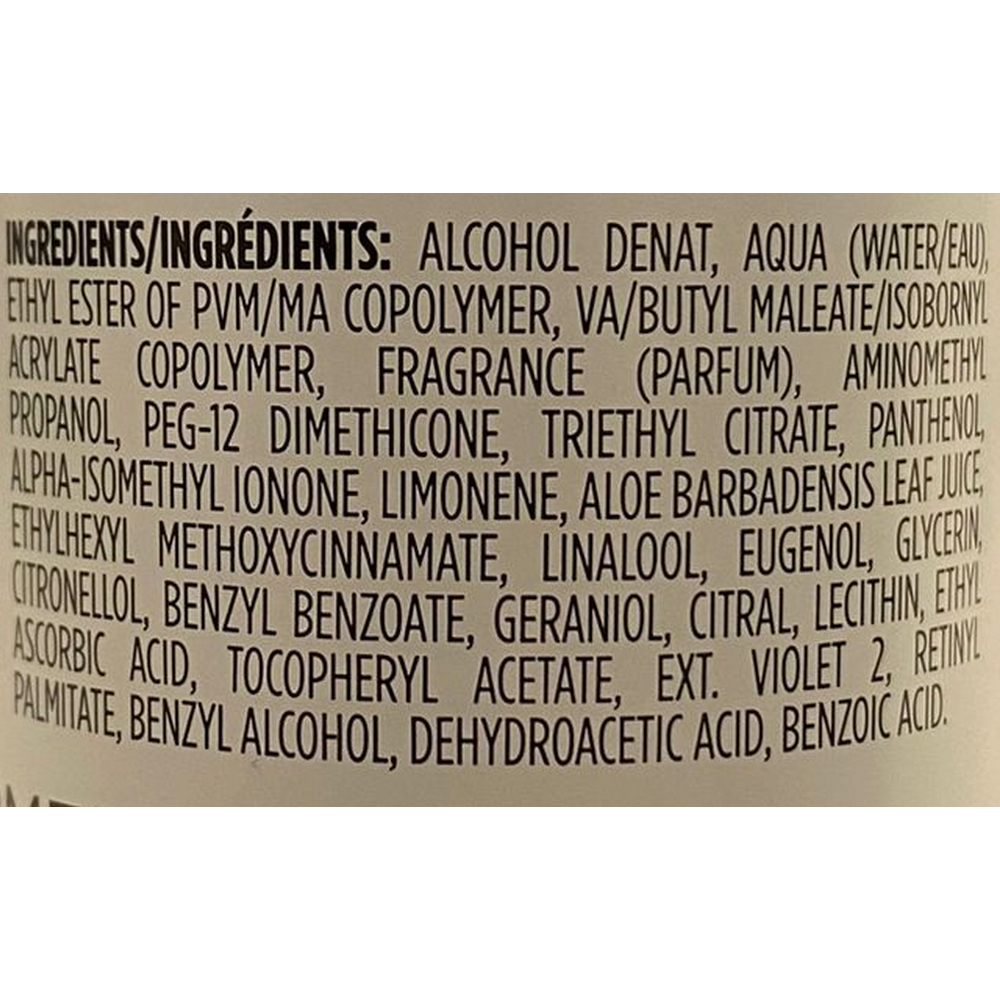 INGREDIENTS/INGRÉDIENTS: ALCOHOL DENAT, AQUA (WATER/EAU),
ETHYL ESTER OF PVM/MA COPOLYMER, VA/BUTYL MALEATE/ISOBORNYL
ACRYLATE COPOLYMER, FRAGRANCE (PARFUM), AMINOMETHYL
PROPANOL, PEG-12 DIMETHICONE, TRIETHYL CITRATE, PANTHENOL,
ALPHA-ISOMETHYL IONONE, LIMONENE, ALOE BARBADENSIS LEAF JUICE,
ETHYLHEXYL METHOXYCINNAMATE, LINALOOL, EUGENOL, GLYCERIN,
CITRONELLOL, BENZYL BENZOATE, GERANIOL, CITRAL, LECITHIN, ETHYL
ASCORBIC ACID, TOCOPHERYL ACETATE, EXT. VIOLET 2, RETINYL
PALMITATE, BENZYL ALCOHOL, DEHYDROACETIC ACID, BENZOIC ACID.